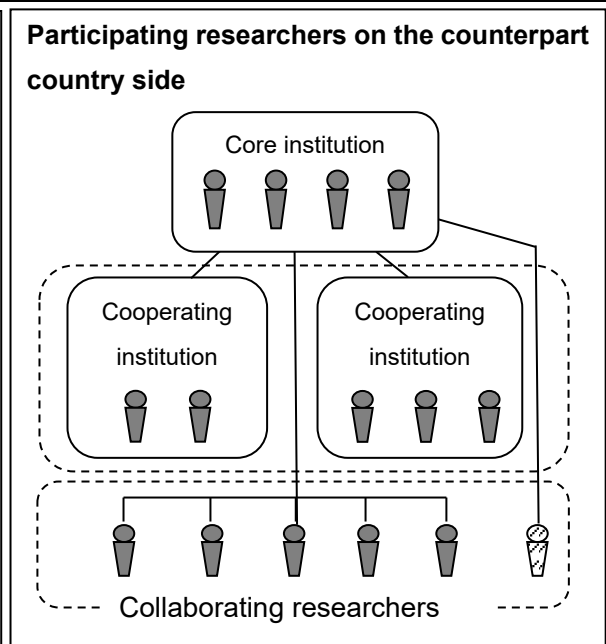 Participating researchers on the counterpart
country side
Core institution
Cooperating
institution
Cooperating
institution
Collaborating researchers